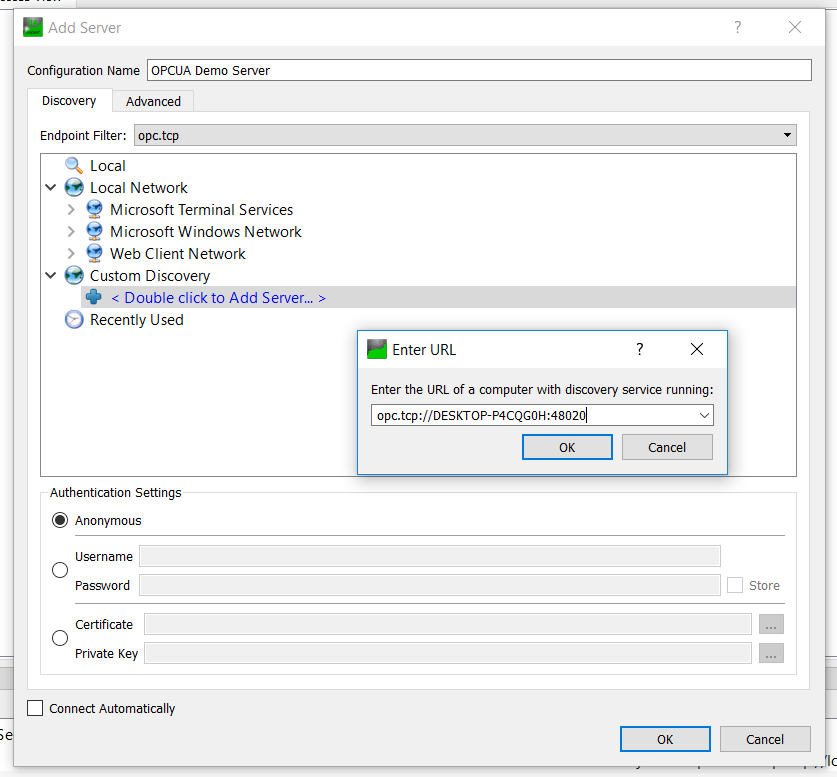 Add Server
?
Configuration Name OPCUA Demo Server
Discovery Advanced
Endpoint Filter: opc.tcp
Local
Local Network
Microsoft Terminal Services
Microsoft Windows Network
Web Client Network
Custom Discovery
< Double click to Add Server... >
Recently Used
Enter URL
?
Enter the URL of a computer with discovery service running:
opc.tcp://DESKTOP-P4CQG0H:48020
OK Cancel
Authentication Settings
Anonymous
Username
Password
Store
Certificate ...
Private Key ...
Connect Automatically
OK Cancel